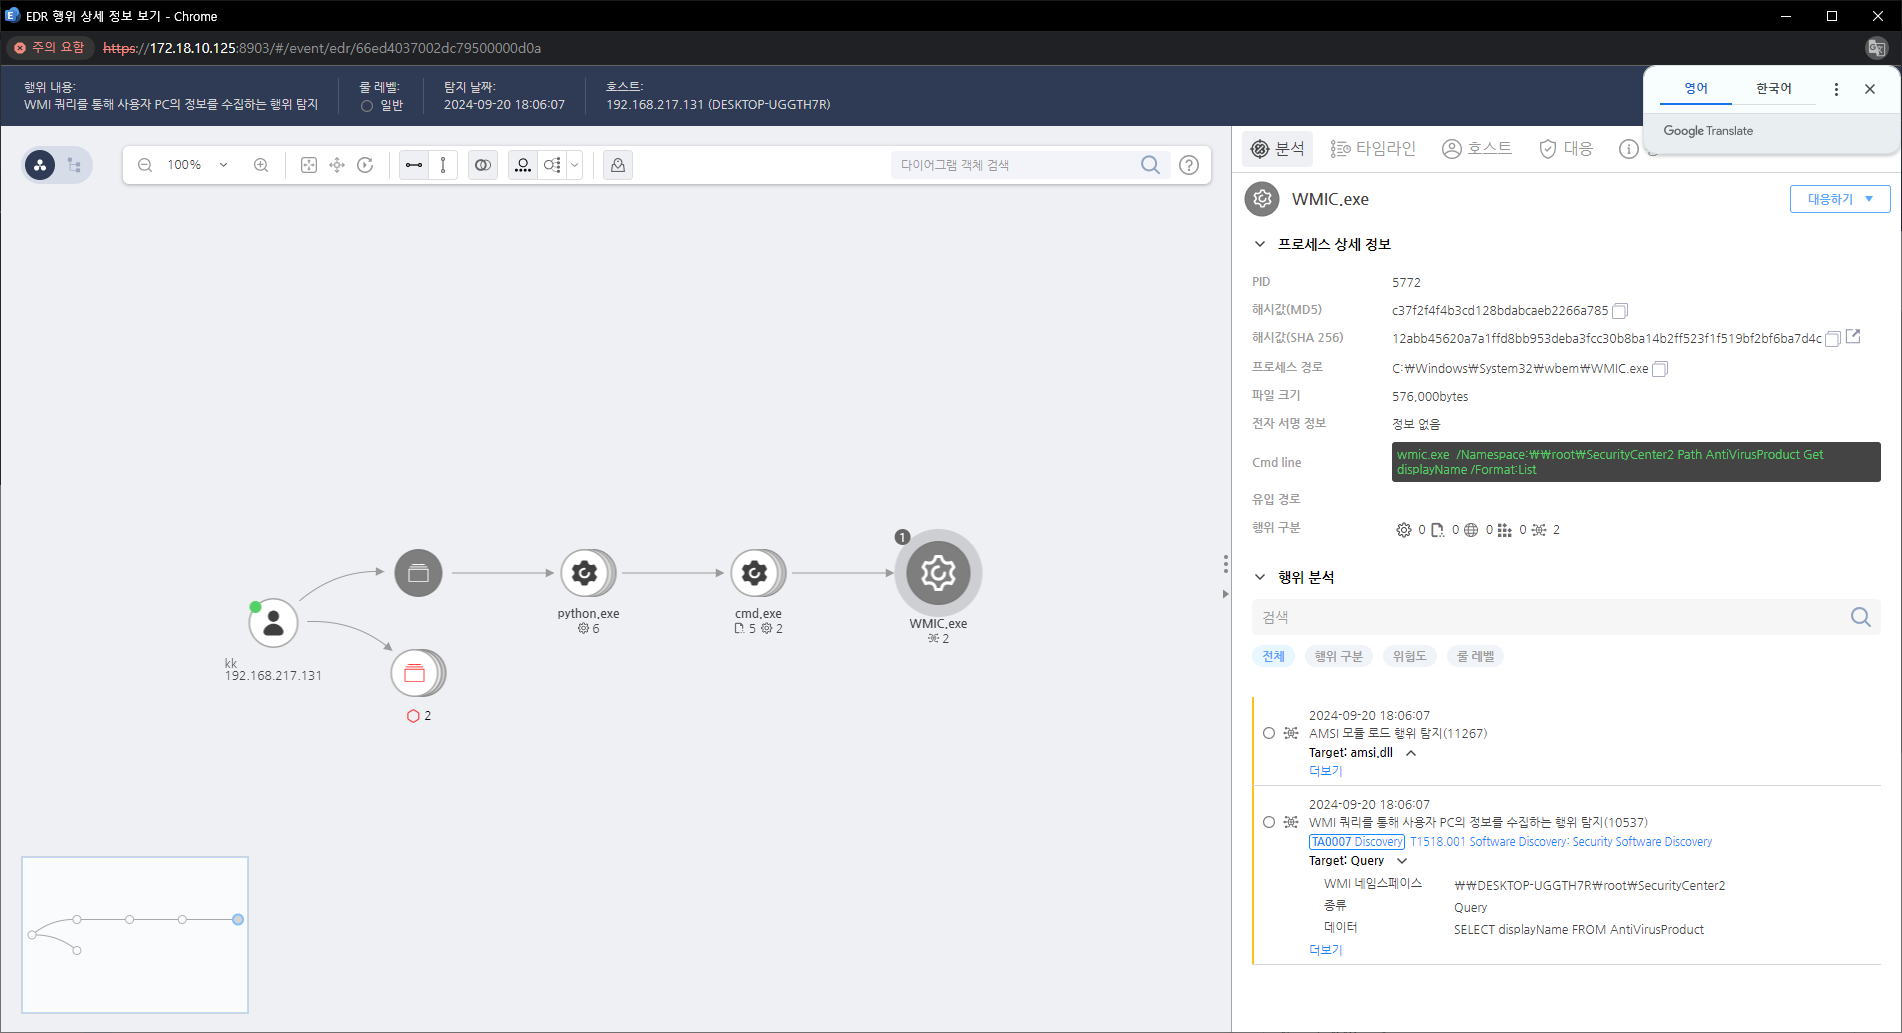 EDR 행위 상세 정보 보기 - Chrome
주의 요함
https://172.18.10.125:8903/#/event/edr/66ed4037002dc79500000d0a
행위 내용:
WMI 쿼리를 통해 사용자 PC의 정보를 수집하는 행위 탐지
룰 레벨:
일반
탐지 날짜:
2024-09-20 18:06:07
호스트:
192.168.217.131 (DESKTOP-UGGTH7R)
영어
한국어
Google Translate
100%
다이어그램 객체 검색
분석
타임라인
호스트
대응
WMIC.exe
대응하기
프로세스 상세 정보
PID
5772
해시값(MD5)
c37f2f4f4b3cd128bdabcaeb2266a785
해시값(SHA 256)
12abb45620a7a1ffd8bb953deba3fcc30b8ba14b2ff523f1f519bf2bf6ba7d4c
프로세스 경로
C:₩Windows₩System32₩wbem₩WMIC.exe
파일 크기
576,000bytes
전자 서명 정보
정보 없음
Cmd line
wmic.exe  /Namespace:₩₩root₩SecurityCenter2 Path AntiVirusProduct Get
displayName /Format:List
유입 경로
행위 구분
0 0 0 0 2
행위 분석
검색
전체
행위 구분
위험도
룰 레벨
2024-09-20 18:06:07
AMSI 모듈 로드 행위 탐지(11267)
Target: amsi.dll
더보기
2024-09-20 18:06:07
WMI 쿼리를 통해 사용자 PC의 정보를 수집하는 행위 탐지(10537)
TA0007 Discovery T1518.001 Software Discovery: Security Software Discovery
Target: Query
WMI 네임스페이스
₩₩DESKTOP-UGGTH7R₩root₩SecurityCenter2
종류
Query
데이터
SELECT displayName FROM AntiVirusProduct
더보기
kk
192.168.217.131
2
python.exe
6
cmd.exe
5 2
1
WMIC.exe
2